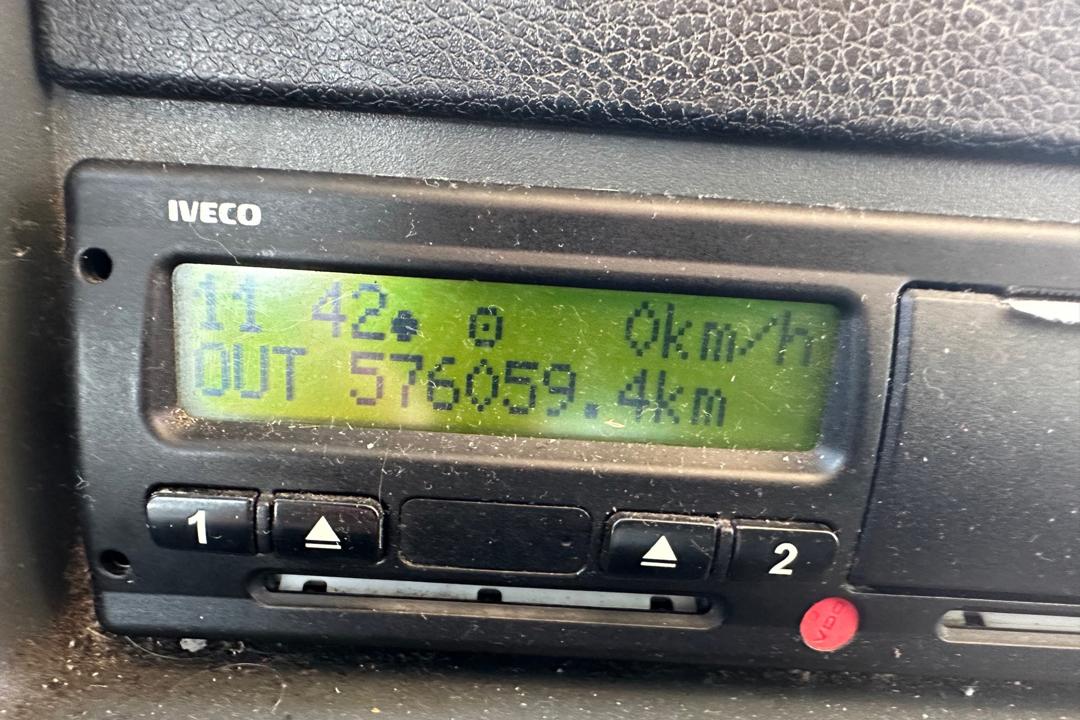 IVECO
11 42 0km/h
OUT 576059.4km
1 2
VDO